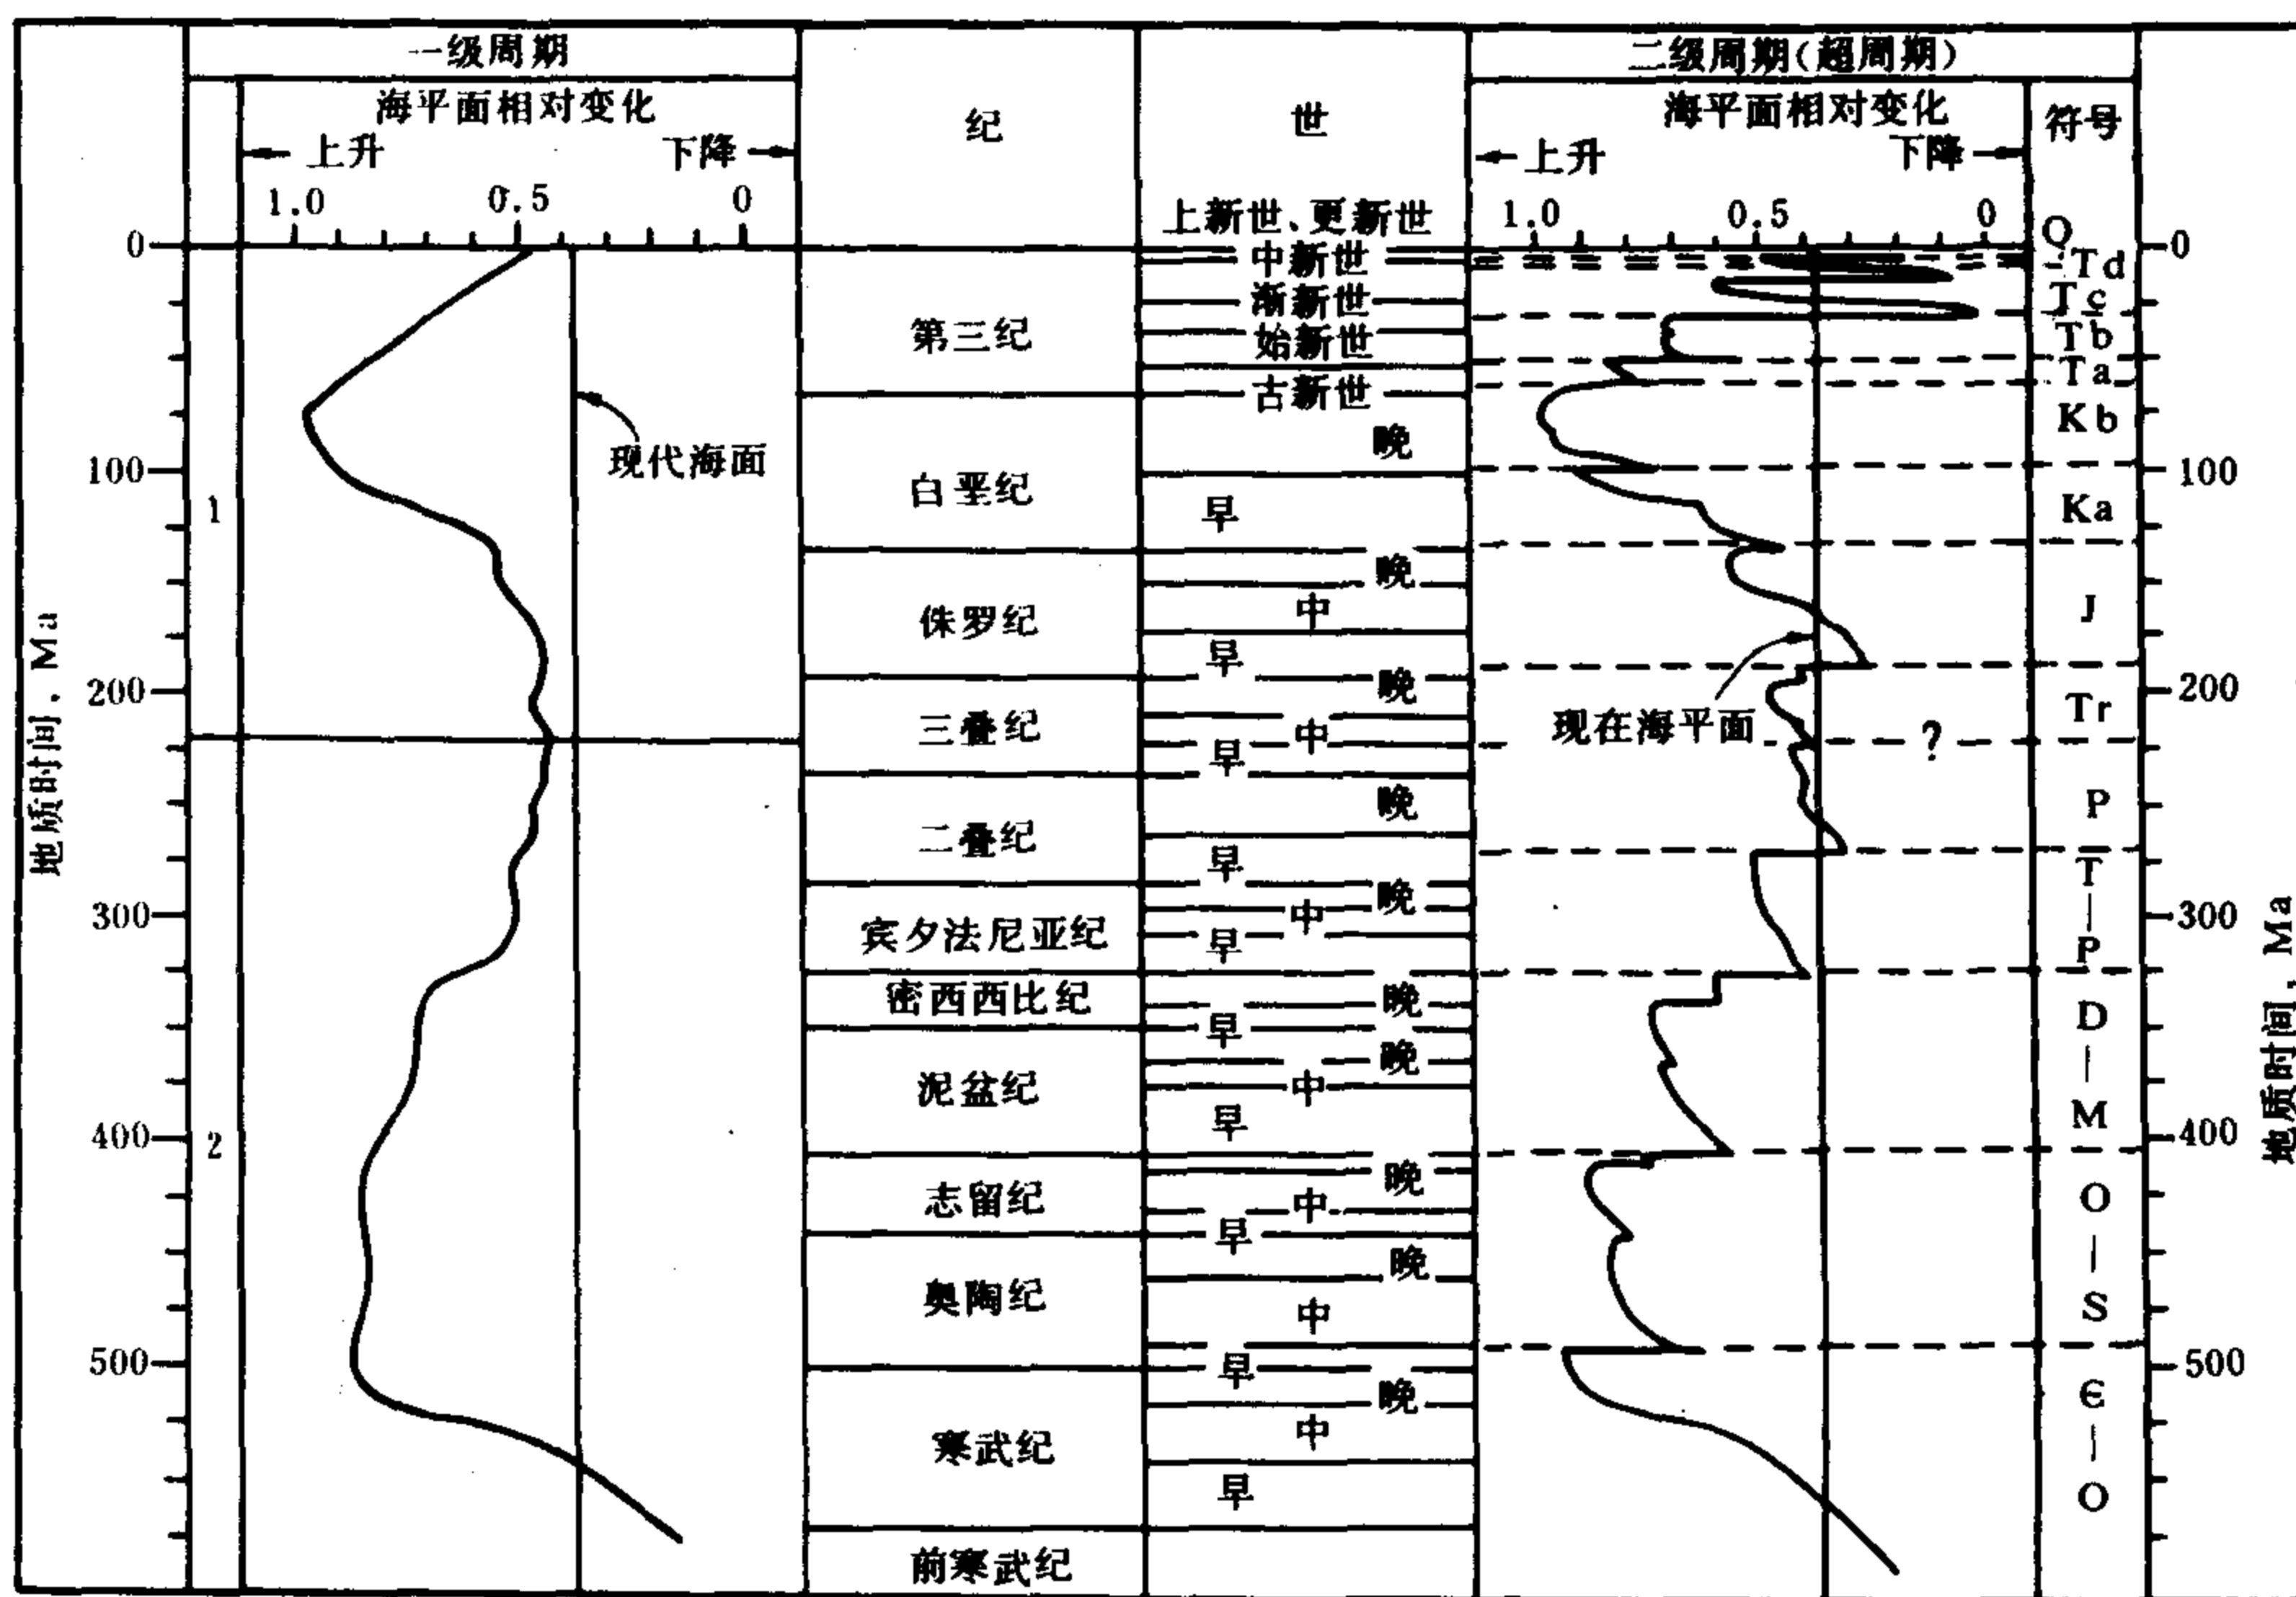 一级周期
二级周期(超周期)
海平面相对变化
纪
世
海平面相对变化
符号
上升
下降
上升
下降
1.0
0.5
0
上新世、更新世
1.0
0.5
0
Q
0
中新世
Td
0
渐新世
Tc
第三纪
始新世
Tb
Ta
古新世
Kb
现代海面
晚
100
白垩纪
100
1
早
Ka
晚
侏罗纪
中
J
早
200
晚
200
三叠纪
中
现在海平面
?
Tr
早
晚
P
二叠纪
早
T
晚
|
300
宾夕法尼亚纪
中
300
早
P
密西西比纪
晚
D
早
|
晚
泥盆纪
中
早
M
400
2
400
晚
志留纪
中
O
早
|
晚
奥陶纪
中
S
500
早
500
晚
Є
中
|
寒武纪
早
O
前寒武纪
地质时间, Ma
地质时间, Ma